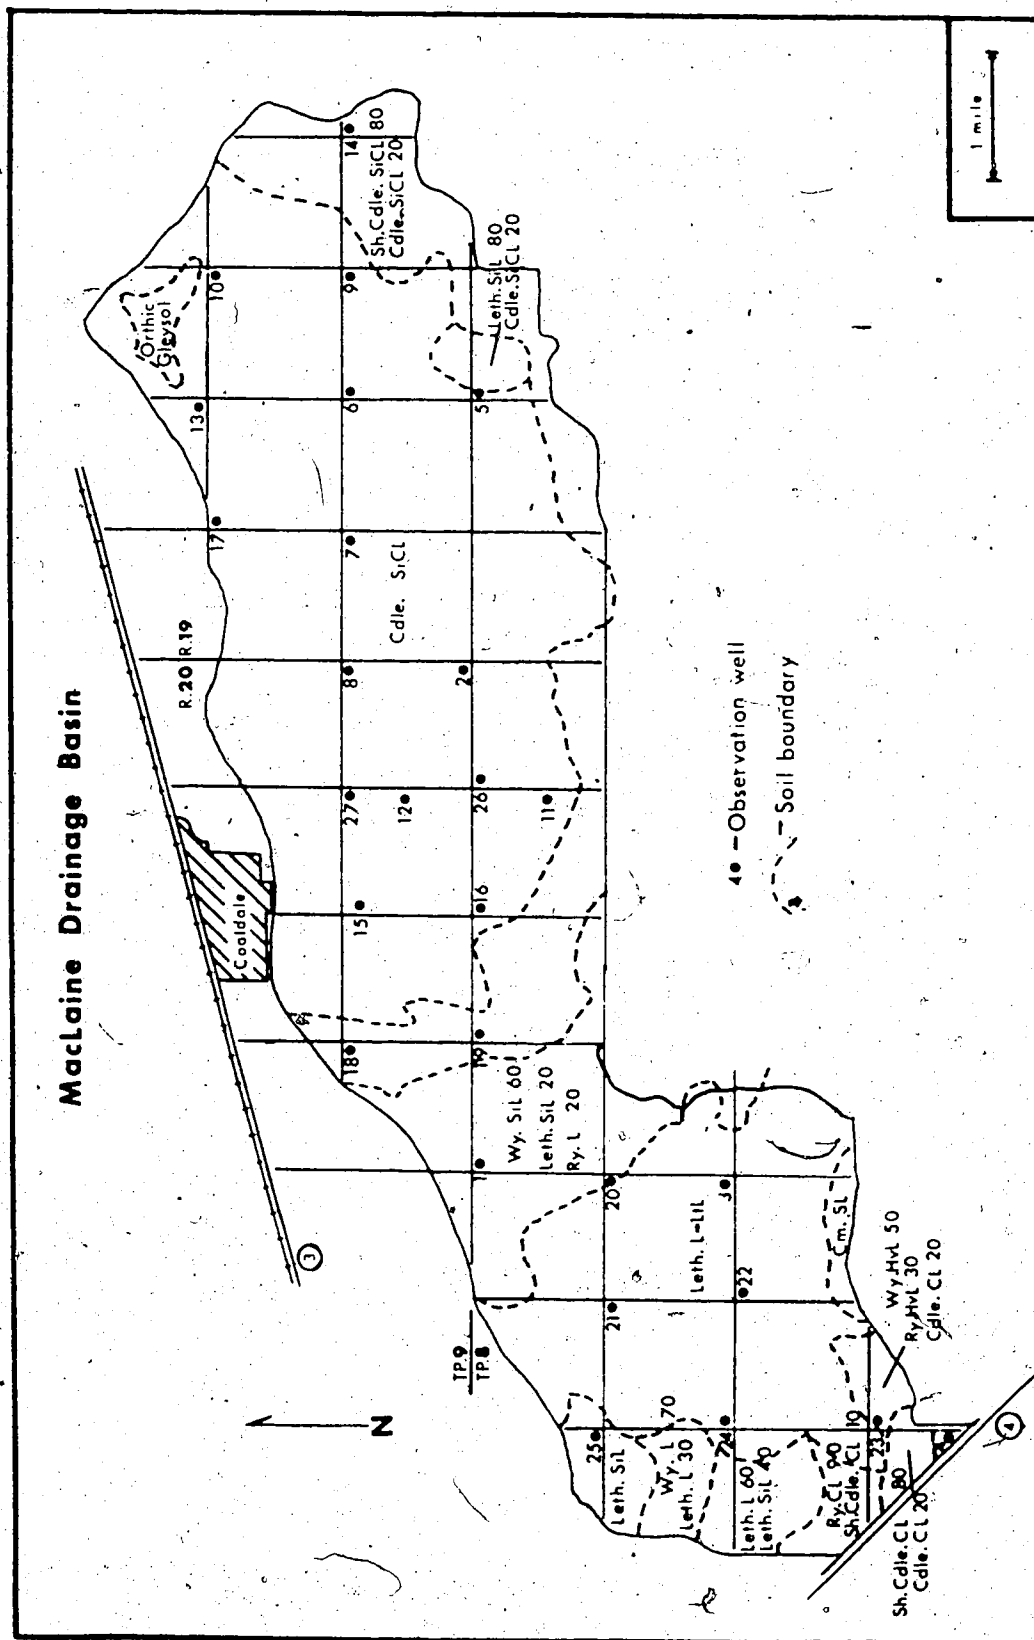 MacLaine Drainage Basin
3
Coaldale
R.20 R.19
Orthic
Gleysol
13
10
17
18
15
27
12
8
7
6
9
14
Cdle. SiCL
Sh.Cdle. SiCL 80
Cdle. SiCL 20
Leth. SiL 80
Cdle. SiCL 20
1
19
16
26
2
5
11
Wy. SiL 60
Leth. SiL 20
Ry. L 20
TP.9
TP.8
N
25
21
20
Leth. SiL
Wy. L 70
Leth. L 30
24
22
3
Leth. L-LiL
Leth. L 60
Leth. SiL 40
Ry. CL 90
Sh.Cdle. CL 10
23
Cm. SL
Wy.HvL 50
Ry.HvL 30
Cdle. CL 20
Sh.Cdle. CL 80
Cdle. CL 20
4
4 – Observation well
– Soil boundary
1 mile